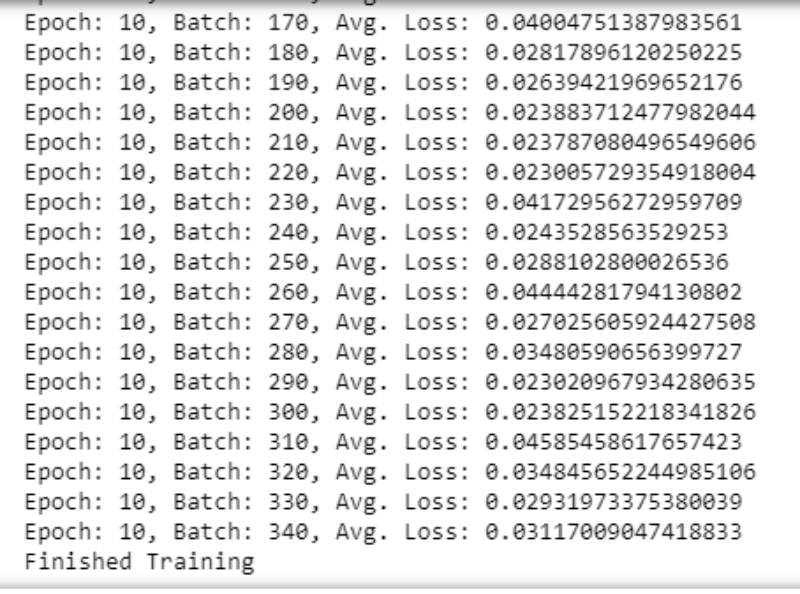 Epoch: 10, Batch: 170, Avg. Loss: 0.04004751387983561
Epoch: 10, Batch: 180, Avg. Loss: 0.02817896120250225
Epoch: 10, Batch: 190, Avg. Loss: 0.02639421969652176
Epoch: 10, Batch: 200, Avg. Loss: 0.023883712477982044
Epoch: 10, Batch: 210, Avg. Loss: 0.023787080496549606
Epoch: 10, Batch: 220, Avg. Loss: 0.023005729354918004
Epoch: 10, Batch: 230, Avg. Loss: 0.04172956272959709
Epoch: 10, Batch: 240, Avg. Loss: 0.0243528563529253
Epoch: 10, Batch: 250, Avg. Loss: 0.0288102800026536
Epoch: 10, Batch: 260, Avg. Loss: 0.04444281794130802
Epoch: 10, Batch: 270, Avg. Loss: 0.027025605924427508
Epoch: 10, Batch: 280, Avg. Loss: 0.03480590656399727
Epoch: 10, Batch: 290, Avg. Loss: 0.023020967934280635
Epoch: 10, Batch: 300, Avg. Loss: 0.023825152218341826
Epoch: 10, Batch: 310, Avg. Loss: 0.04585458617657423
Epoch: 10, Batch: 320, Avg. Loss: 0.034845652244985106
Epoch: 10, Batch: 330, Avg. Loss: 0.02931973375380039
Epoch: 10, Batch: 340, Avg. Loss: 0.03117009047418833
Finished Training